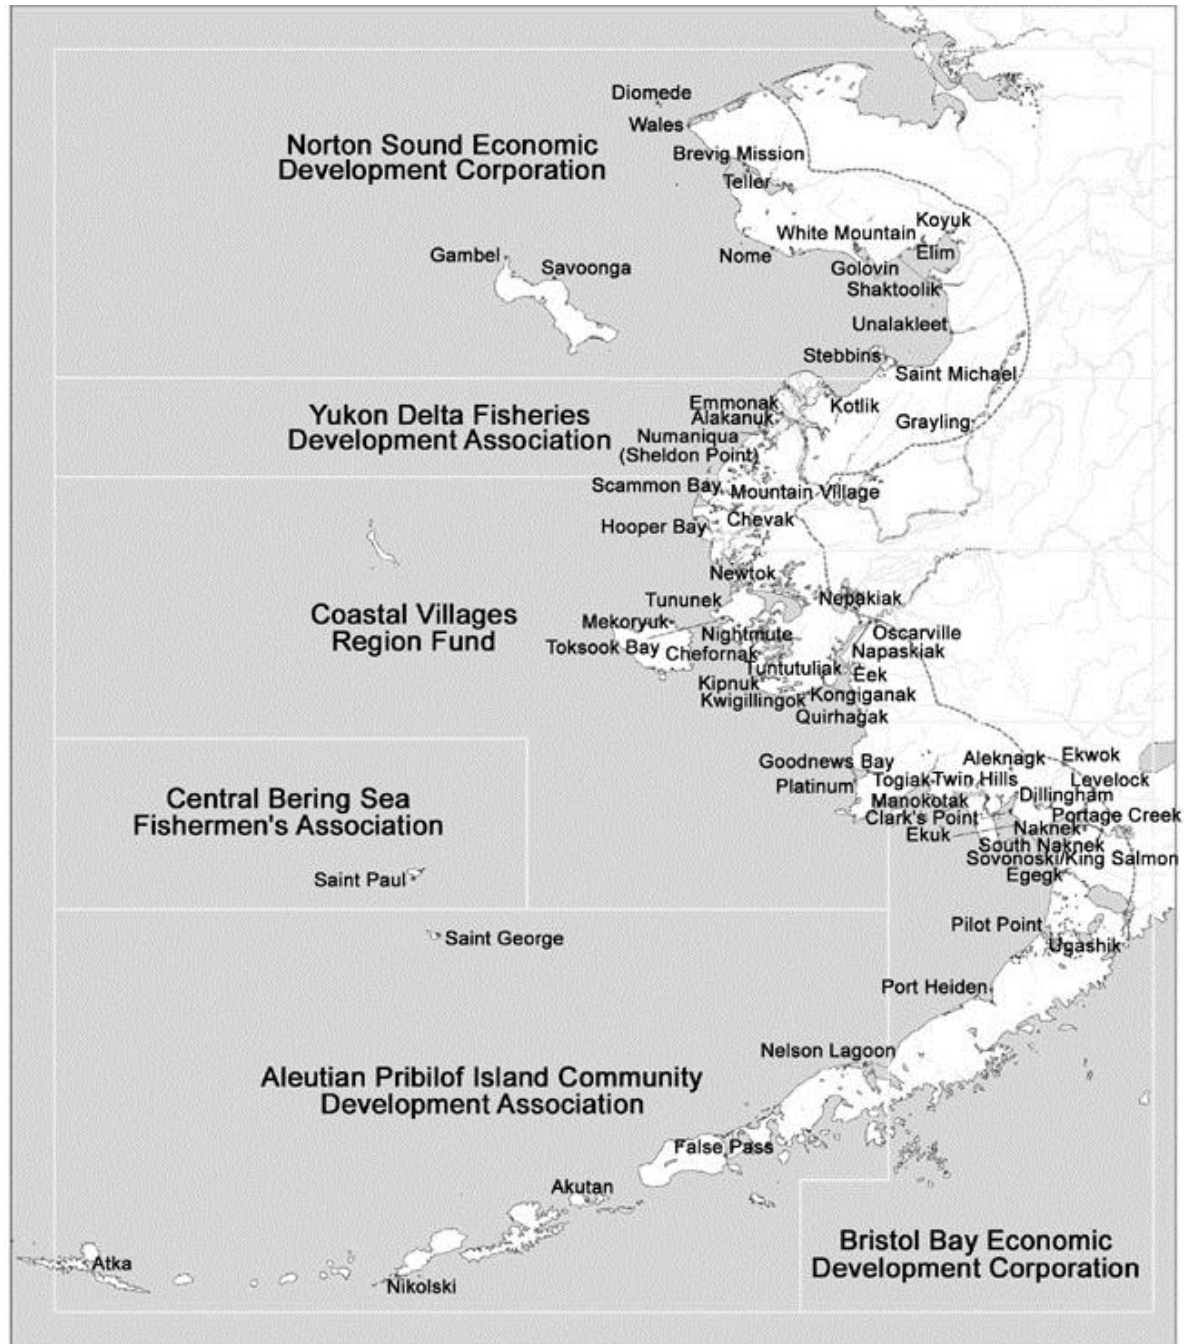 Diomede
Wales
Norton Sound Economic
Development Corporation
Brevig Mission
Teller
Koyuk
White Mountain
Elim
Nome
Gambel
Savoonga
Golovin
Shaktoolik
Unalakleet
Stebbins
Saint Michael
Yukon Delta Fisheries
Development Association
Emmonak
Alakanuk
Kotlik
Grayling
Numaniqua
(Sheldon Point)
Scammon Bay
Mountain Village
Hooper Bay
Chevak
Newtok
Coastal Villages
Region Fund
Tununek
Nepakiak
Mekoryuk
Nightmute
Oscarville
Toksook Bay
Chefornak
Napaskiak
Tuntutuliak
Eek
Kipnuk
Kongiganak
Kwigillingok
Quirhagak
Goodnews Bay
Aleknagk
Ekwok
Platinum
Togiak
Twin Hills
Levelock
Manokotak
Dillingham
Clark's Point
Portage Creek
Ekuk
Naknek
South Naknek
Sovonoski/King Salmon
Egegk
Central Bering Sea
Fishermen's Association
Saint Paul
Saint George
Pilot Point
Ugashik
Port Heiden
Nelson Lagoon
Aleutian Pribilof Island Community
Development Association
False Pass
Akutan
Atka
Nikolski
Bristol Bay Economic
Development Corporation